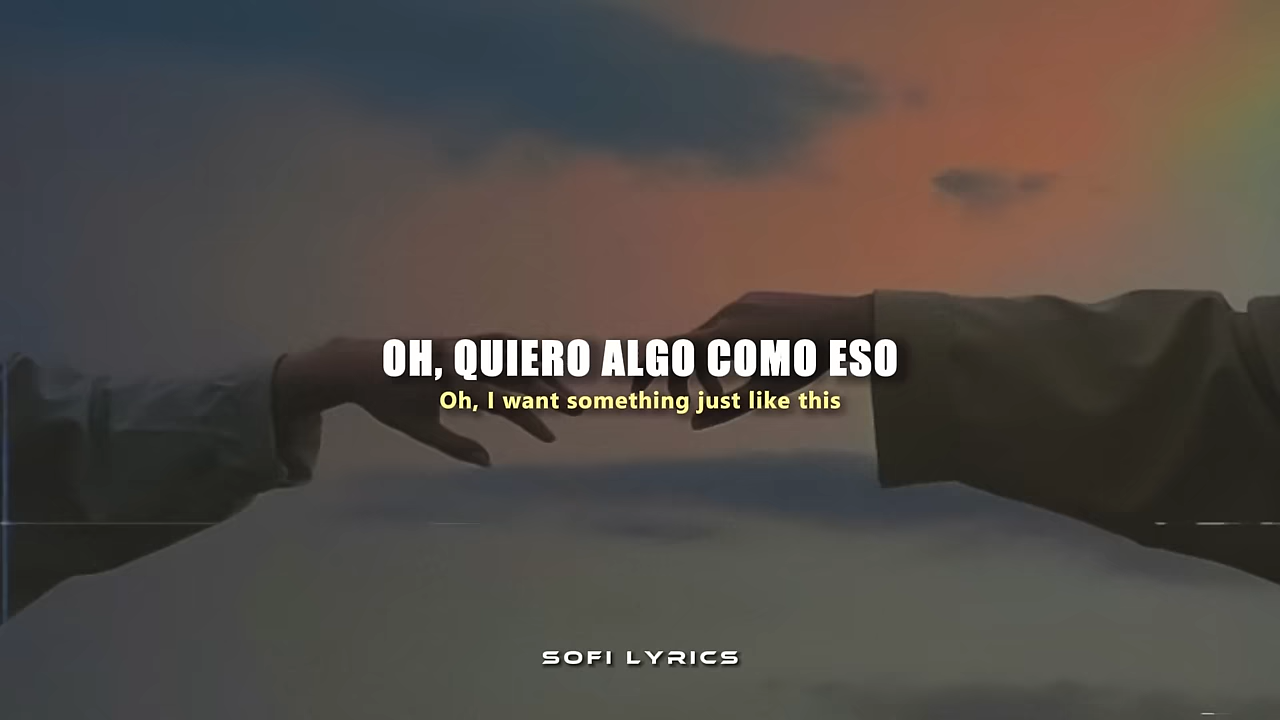 OH, QUIERO ALGO COMO ESO
Oh, I want something just like this
SOFI LYRICS